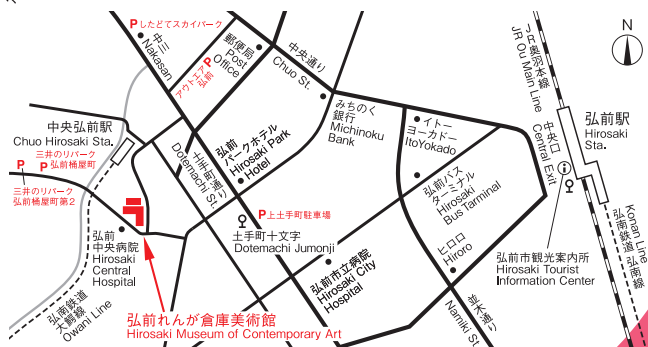 Pしたどてスカイパーク
中三
Nakasan
郵便局
Post
Office
アウトエア
弘前
P
中央通り
Chuo St.
N
JR奥羽本線
JR Ou Main Line
中央弘前駅
Chuo Hirosaki Sta.
P 三井のリパーク
弘前桶屋町
P
三井のリパーク
弘前桶屋町第2
土手町通り
Dotemachi St.
弘前
パークホテル
Hirosaki Park
Hotel
みちのく
銀行
Michinoku
Bank
イトー
ヨーカドー
ItoYokado
中央口
Central Exit
弘前駅
Hirosaki
Sta.
弘前バス
ターミナル
Hirosaki
Bus Tarminal
P上土手町駐車場
土手町十文字
Dotemachi Jumonji
弘前
中央病院
Hirosaki
Central
Hospital
弘前市立病院
Hirosaki City
Hospital
ヒロロ
Hiroro
弘前市観光案内所
Hirosaki Tourist
Information Center
Konan Line
弘南鉄道 弘南線
弘南鉄道
大鰐線
Owani Line
並木通り
Namiki St.
弘前れんが倉庫美術館
Hirosaki Museum of Contemporary Art